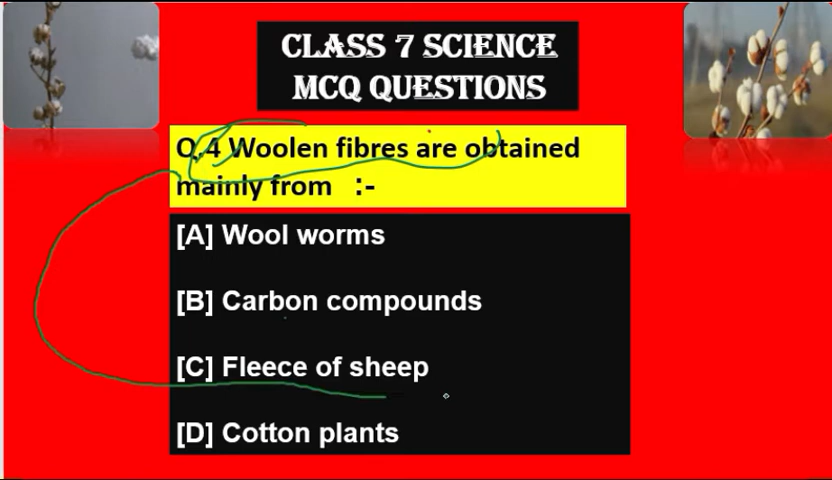 CLASS 7 SCIENCE
MCQ QUESTIONS
Q.4 Woolen fibres are obtained
mainly from :-
[A] Wool worms
[B] Carbon compounds
[C] Fleece of sheep
[D] Cotton plants